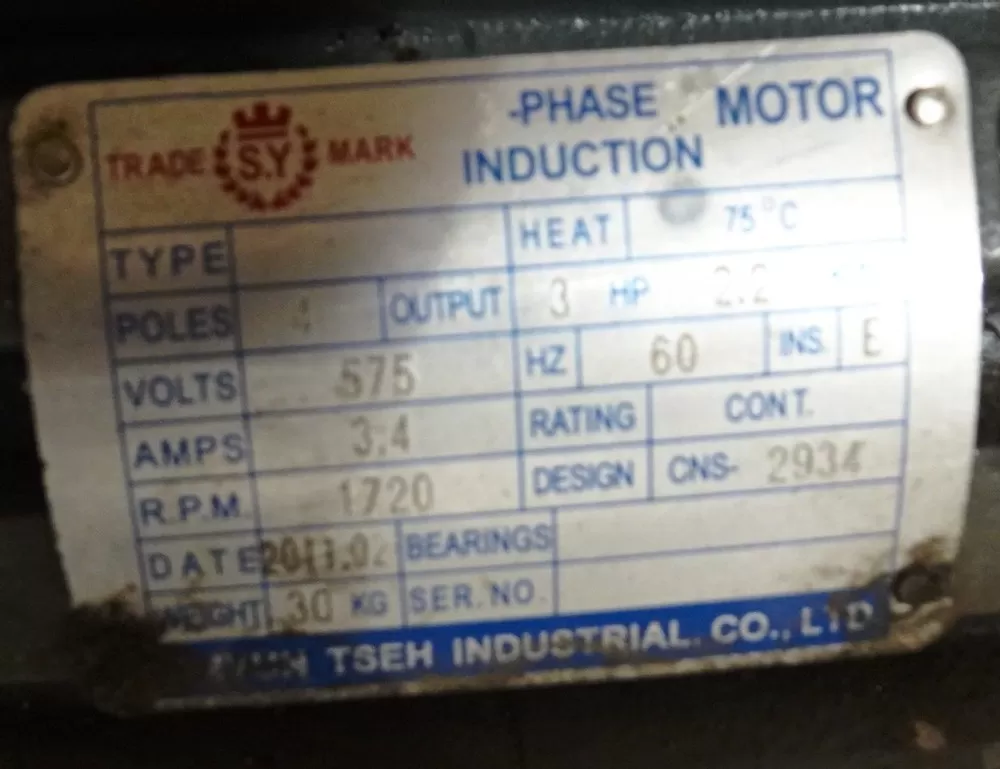 TRADE S.Y MARK -PHASE MOTOR
INDUCTION
TYPE HEAT 75°C
POLES 4 OUTPUT 3 HP 2.2
VOLTS 575 HZ 60 INS. E
AMPS 3.4 RATING CONT.
R.P.M 1720 DESIGN CNS- 2934
DATE BEARINGS
WEIGHT 30 KG SER.NO.
TSEH INDUSTRIAL. CO., LTD